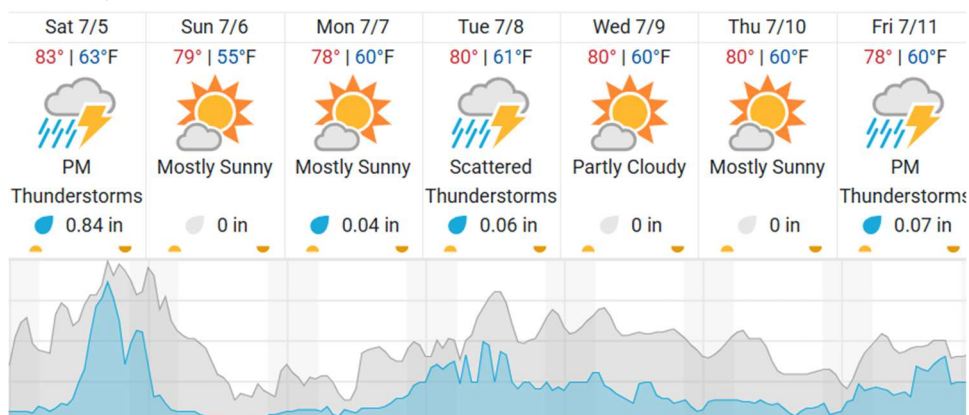 Sat 7/5 Sun 7/6 Mon 7/7 Tue 7/8 Wed 7/9 Thu 7/10 Fri 7/11
83° | 63°F 79° | 55°F 78° | 60°F 80° | 61°F 80° | 60°F 80° | 60°F 78° | 60°F
PM Mostly Sunny Mostly Sunny Scattered Partly Cloudy Mostly Sunny PM
Thunderstorms Thunderstorms Thunderstorms
0.84 in 0 in 0.04 in 0.06 in 0 in 0 in 0.07 in